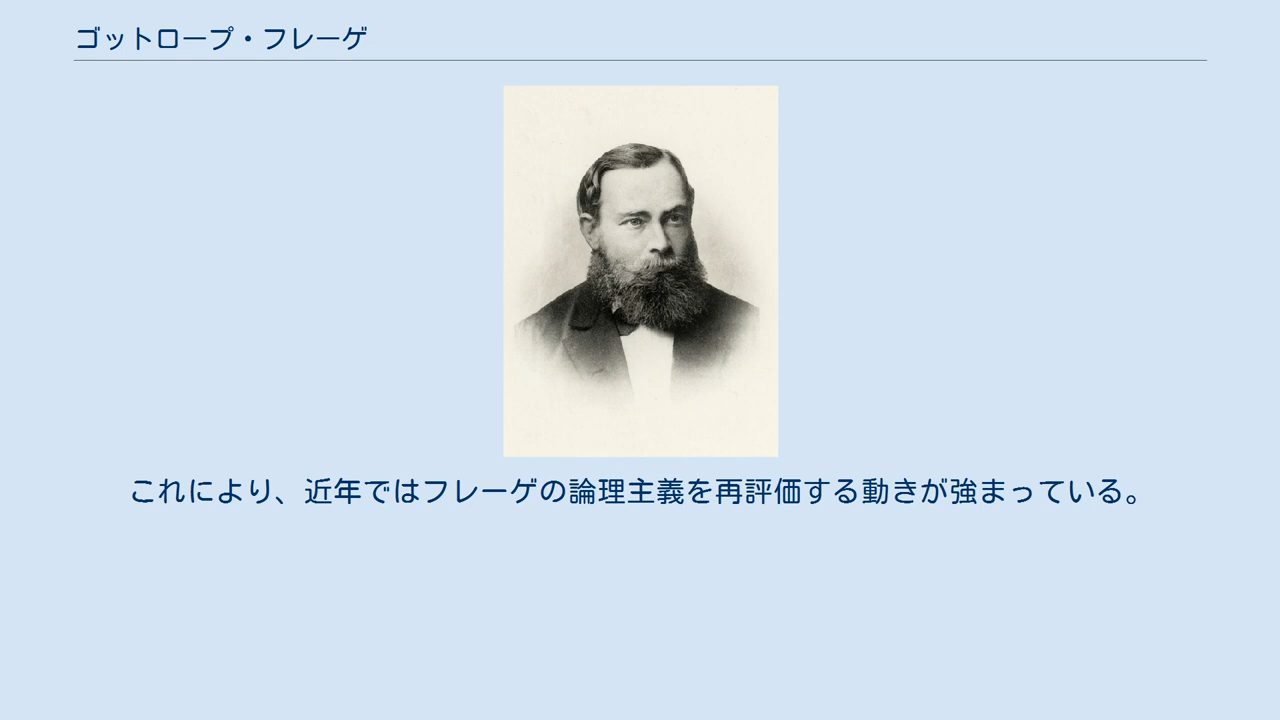 ゴットロープ・フレーゲ
これにより、近年ではフレーゲの論理主義を再評価する動きが強まっている。